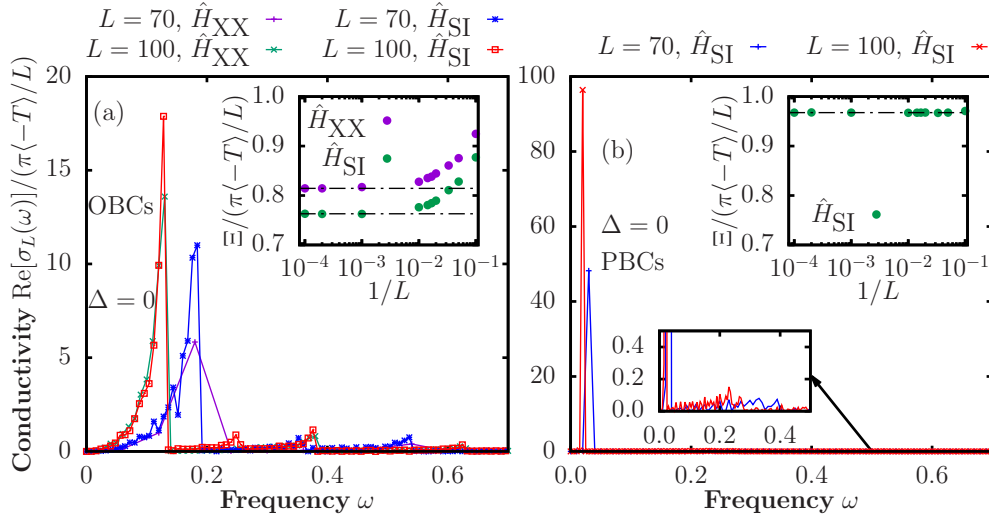 L = 70, Ĥ_XX
L = 70, Ĥ_SI
L = 100, Ĥ_XX
L = 100, Ĥ_SI
L = 70, Ĥ_SI
L = 100, Ĥ_SI
Conductivity Re[σ_L(ω)]/(π⟨−T⟩/L)
20
15
10
5
0
(a)
OBCs
Δ = 0
0
0.2
0.4
0.6
Frequency ω
Ξ/(π⟨−T⟩/L)
1.0
0.9
0.8
0.7
Ĥ_XX
Ĥ_SI
10^−4
10^−3
10^−2
10^−1
1/L
100
80
60
40
20
0
(b)
Δ = 0
PBCs
0.0
0.2
0.4
0.6
Frequency ω
Ξ/(π⟨−T⟩/L)
1.0
0.9
0.8
0.7
Ĥ_SI
10^−4
10^−3
10^−2
10^−1
1/L
0.4
0.2
0.0
0.0
0.2
0.4